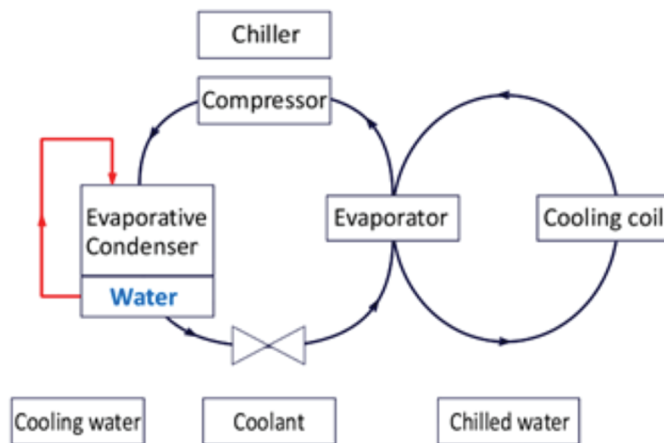 Chiller
Compressor
Evaporative
Condenser
Evaporator
Cooling coil
Water
Cooling water
Coolant
Chilled water